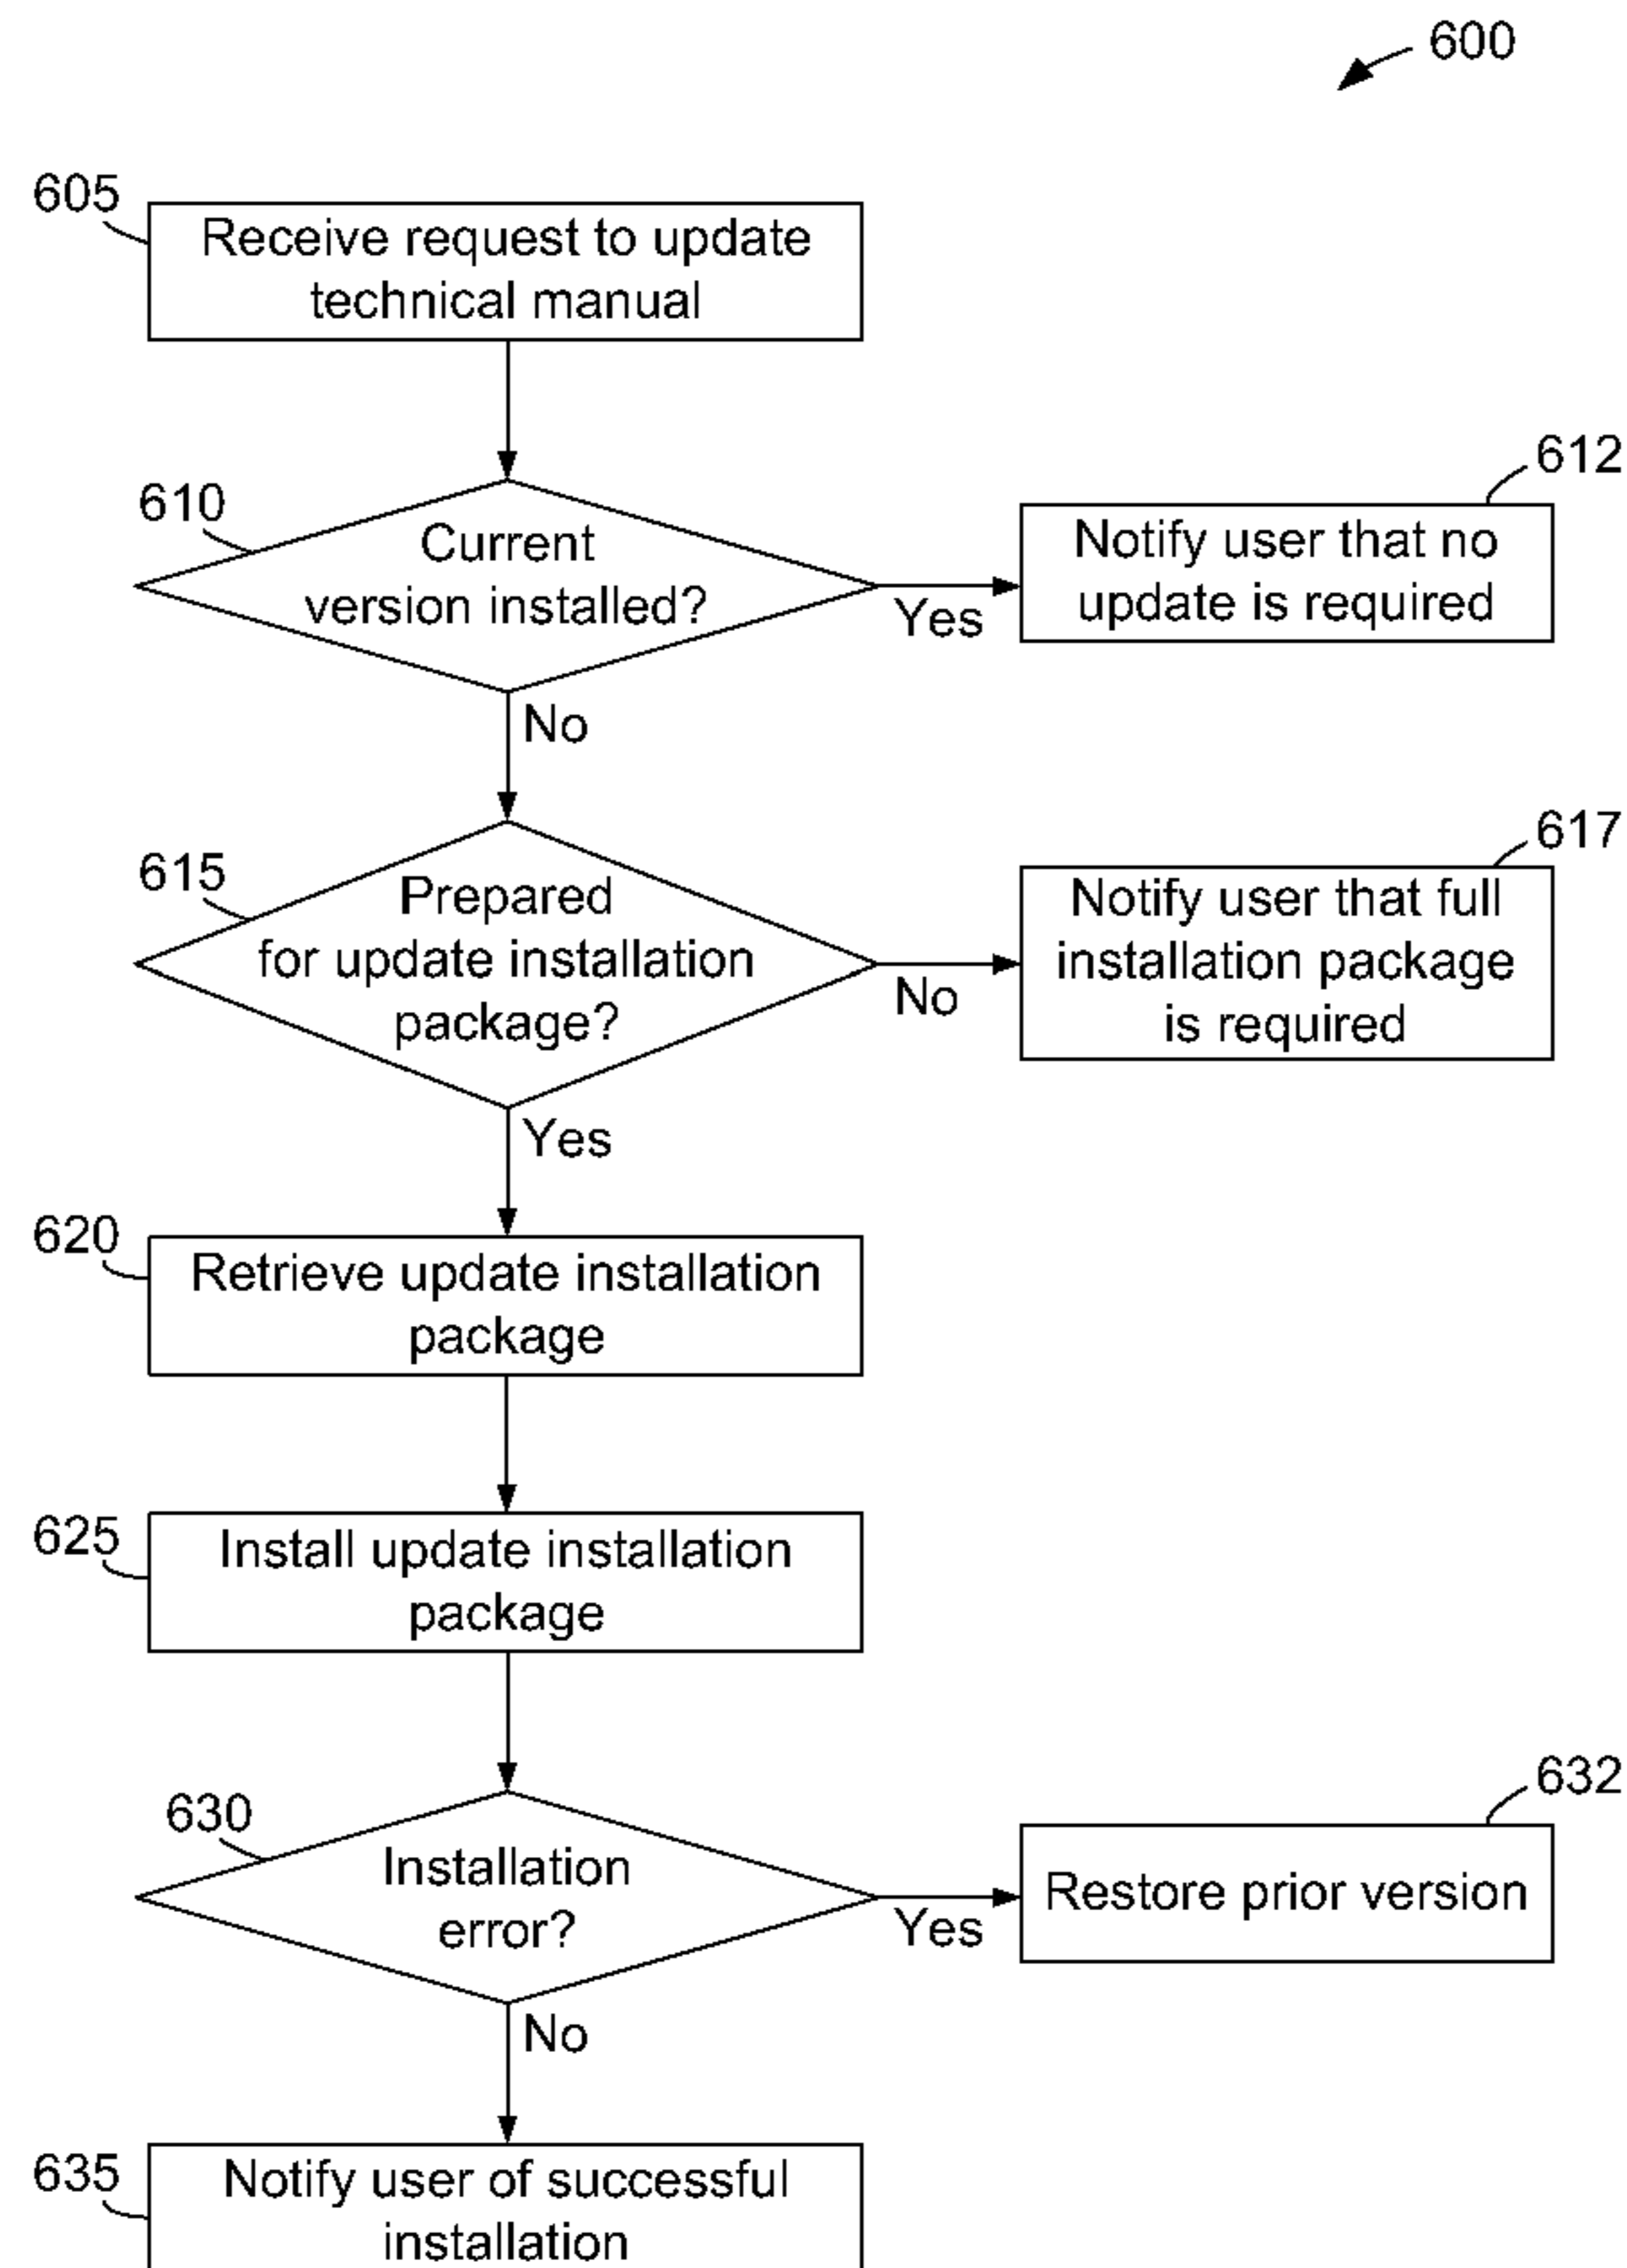 600
605
Receive request to update
technical manual
610
Current
version installed?
Yes
612
Notify user that no
update is required
No
615
Prepared
for update installation
package?
No
617
Notify user that full
installation package
is required
Yes
620
Retrieve update installation
package
625
Install update installation
package
630
Installation
error?
Yes
632
Restore prior version
No
635
Notify user of successful
installation